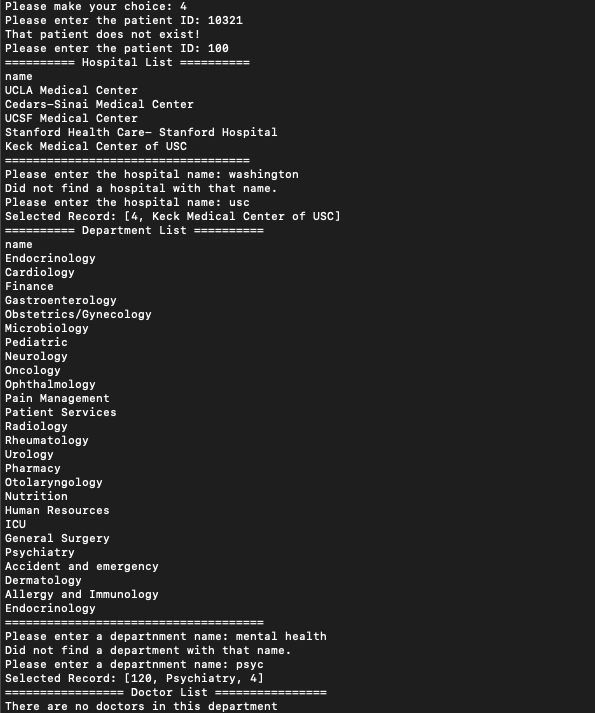 Please make your choice: 4
Please enter the patient ID: 10321
That patient does not exist!
Please enter the patient ID: 100
========== Hospital List ==========
name
UCLA Medical Center
Cedars-Sinai Medical Center
UCSF Medical Center
Stanford Health Care- Stanford Hospital
Keck Medical Center of USC
===================================
Please enter the hospital name: washington
Did not find a hospital with that name.
Please enter the hospital name: usc
Selected Record: [4, Keck Medical Center of USC]
========== Department List ==========
name
Endocrinology
Cardiology
Finance
Gastroenterology
Obstetrics/Gynecology
Microbiology
Pediatric
Neurology
Oncology
Ophthalmology
Pain Management
Patient Services
Radiology
Rheumatology
Urology
Pharmacy
Otolaryngology
Nutrition
Human Resources
ICU
General Surgery
Psychiatry
Accident and emergency
Dermatology
Allergy and Immunology
Endocrinology
=====================================
Please enter a departnment name: mental health
Did not find a department with that name.
Please enter a departnment name: psyc
Selected Record: [120, Psychiatry, 4]
================= Doctor List ================
There are no doctors in this department